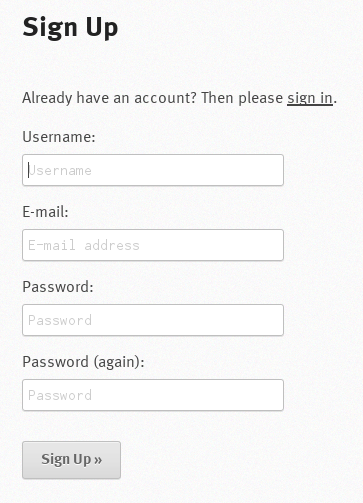 Sign Up
Already have an account? Then please sign in.
Username:
Username
E-mail:
E-mail address
Password:
Password
Password (again):
Password
Sign Up »